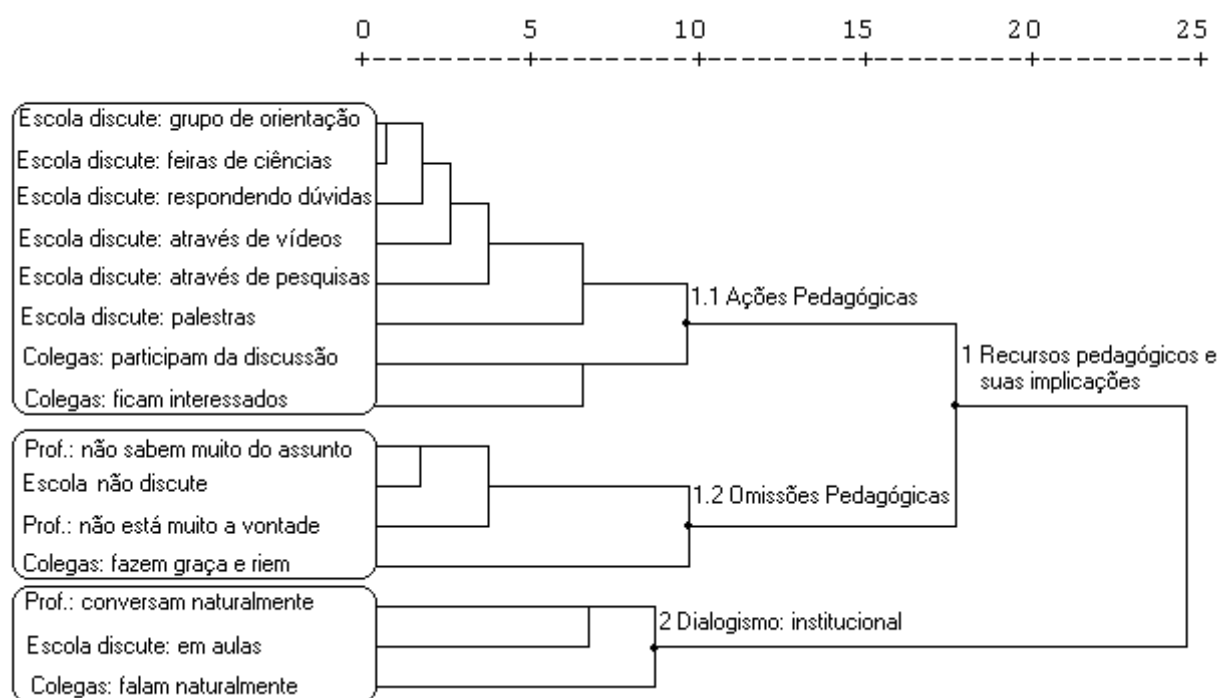 0 5 10 15 20 25
+---------+---------+---------+---------+---------+
Escola discute: grupo de orientação
Escola discute: feiras de ciências
Escola discute: respondendo dúvidas
Escola discute: através de vídeos
Escola discute: através de pesquisas
Escola discute: palestras
Colegas: participam da discussão
Colegas: ficam interessados
1.1 Ações Pedagógicas
1 Recursos pedagógicos e
suas implicações
Prof.: não sabem muito do assunto
Escola não discute
Prof.: não está muito a vontade
Colegas: fazem graça e riem
1.2 Omissões Pedagógicas
Prof.: conversam naturalmente
Escola discute: em aulas
Colegas: falam naturalmente
2 Dialogismo: institucional